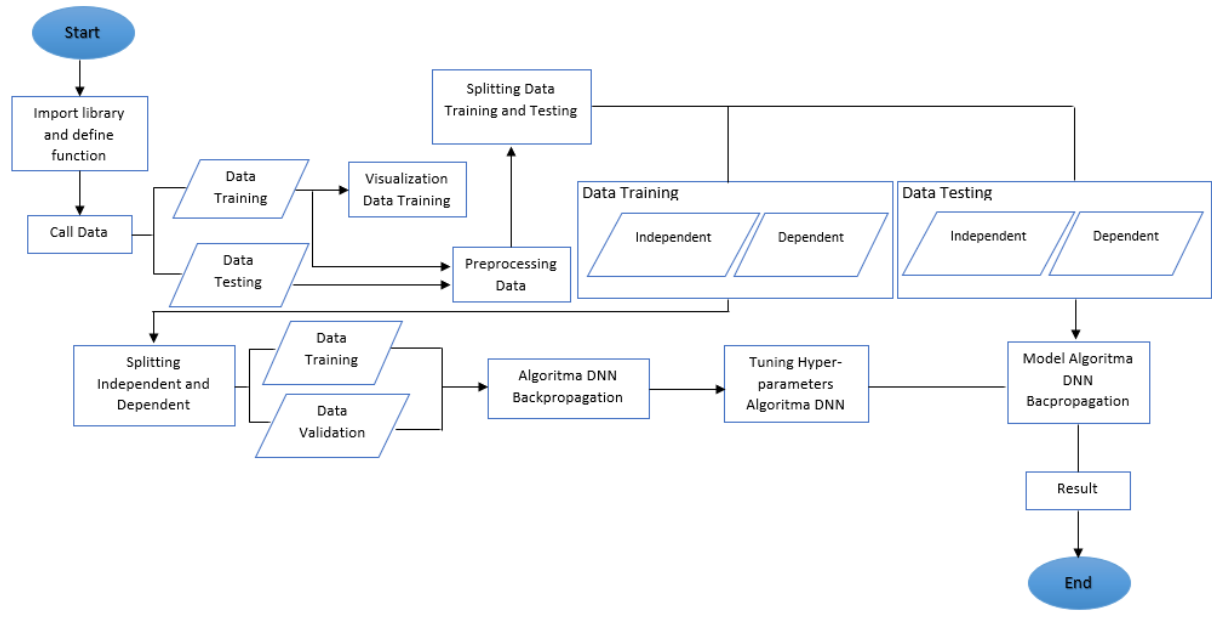 Start
Import library
and define
function
Call Data
Data
Training
Data
Testing
Visualization
Data Training
Preprocessing
Data
Splitting Data
Training and Testing
Data Training
Independent
Dependent
Data Testing
Independent
Dependent
Splitting
Independent and
Dependent
Data
Training
Data
Validation
Algoritma DNN
Backpropagation
Tuning Hyper-
parameters
Algoritma DNN
Model Algoritma
DNN
Bacpropagation
Result
End